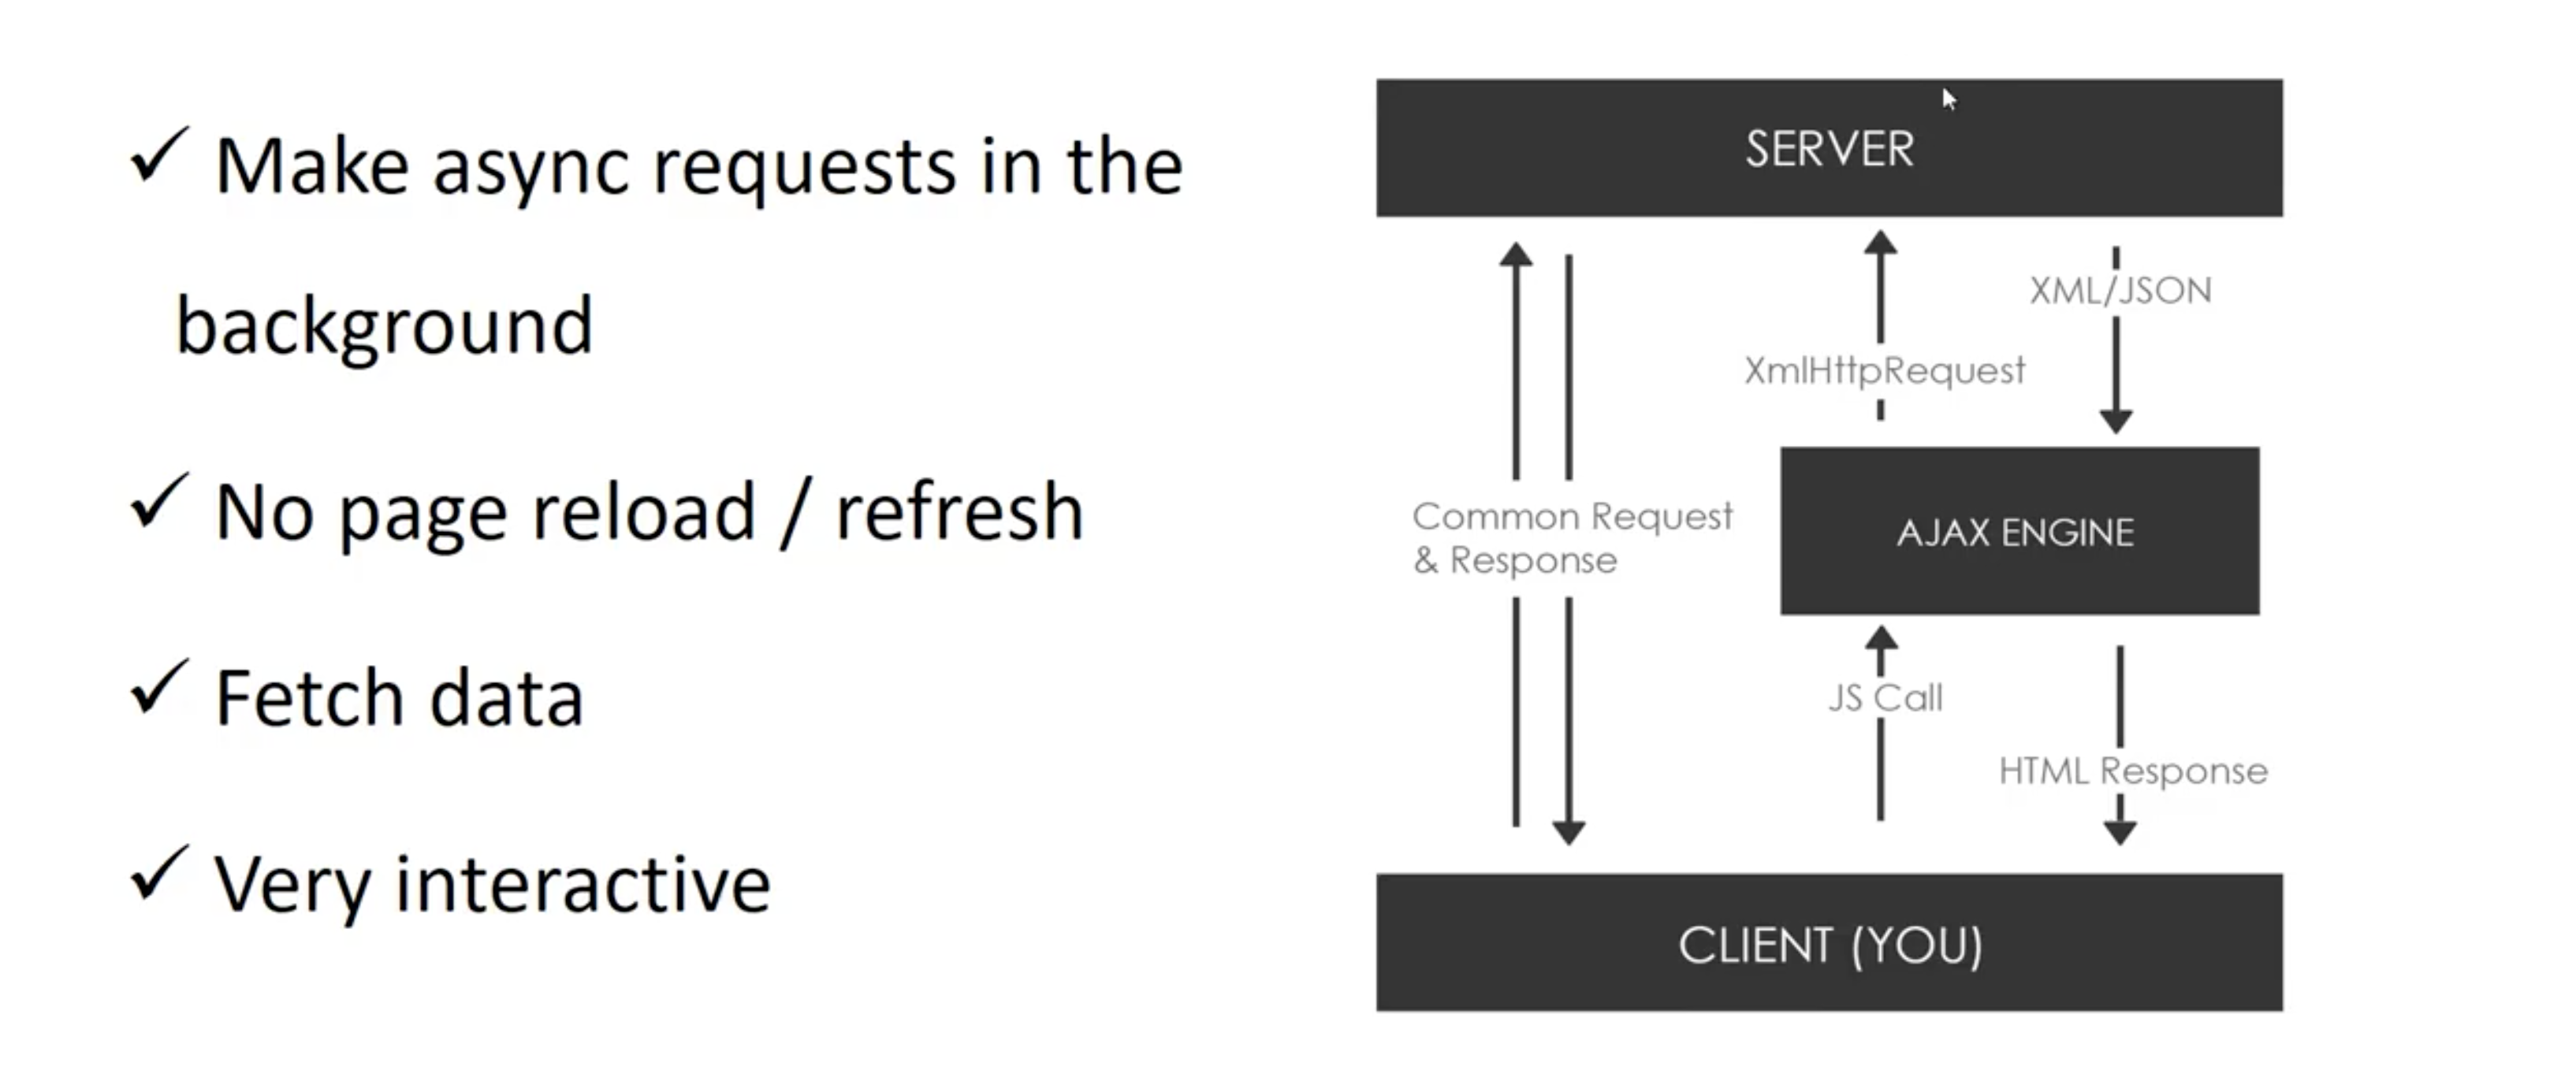 ✓ Make async requests in the
background
✓ No page reload / refresh
✓ Fetch data
✓ Very interactive
SERVER
XML/JSON
XmlHttpRequest
Common Request
& Response
AJAX ENGINE
JS Call
HTML Response
CLIENT (YOU)